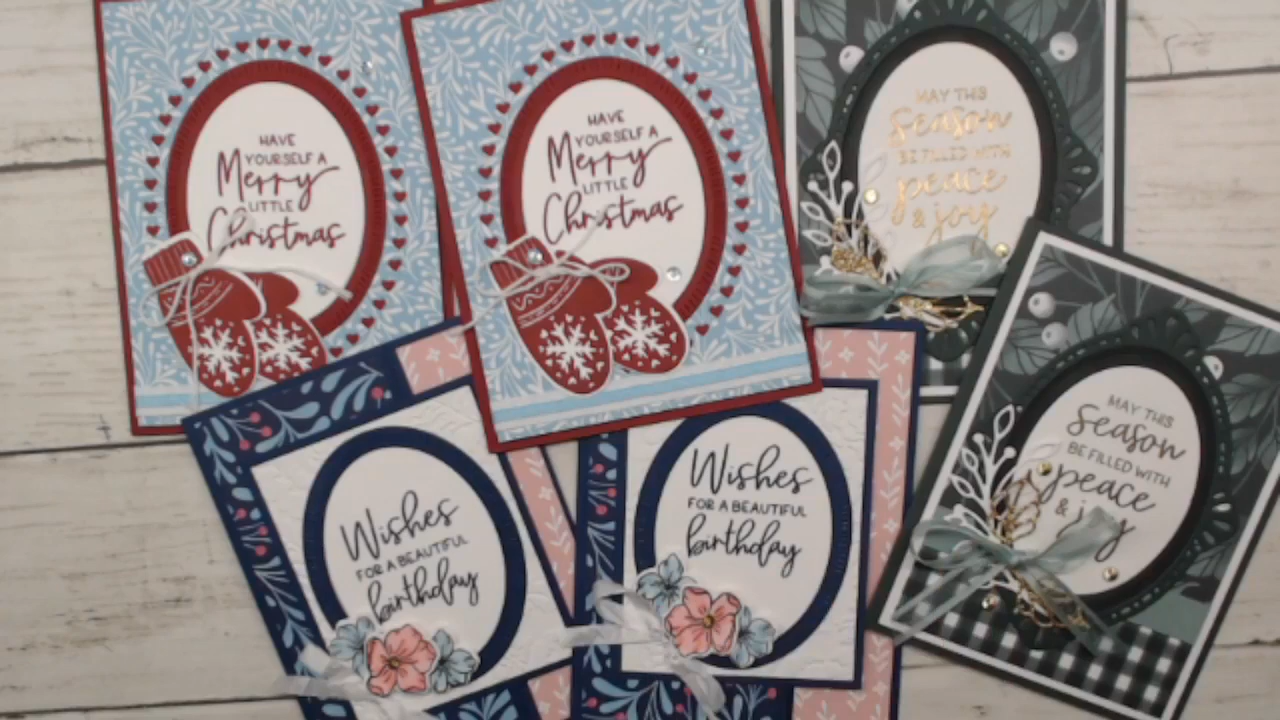 HAVE
YOURSELF A
Merry
LITTLE
Christmas
HAVE
YOURSELF A
Merry
LITTLE
Christmas
MAY THIS
Season
BE FILLED WITH
peace
& joy
MAY THIS
Season
BE FILLED WITH
peace
& joy
Wishes
FOR A BEAUTIFUL
birthday
Wishes
FOR A BEAUTIFUL
birthday